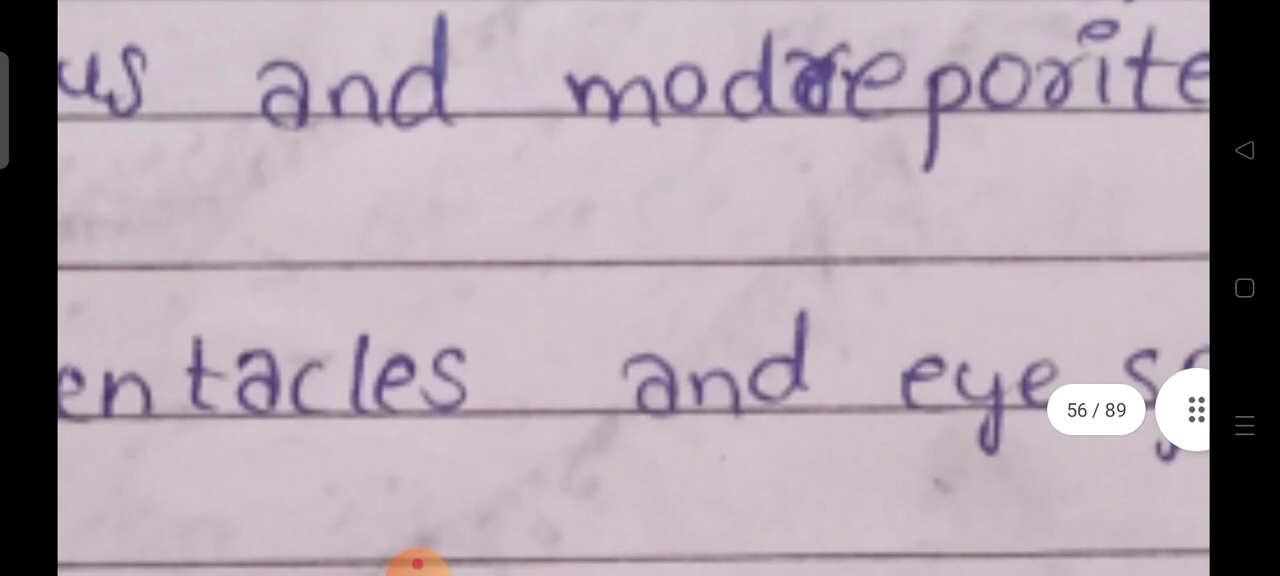 us and modreporite
entacles and eye
56 / 89